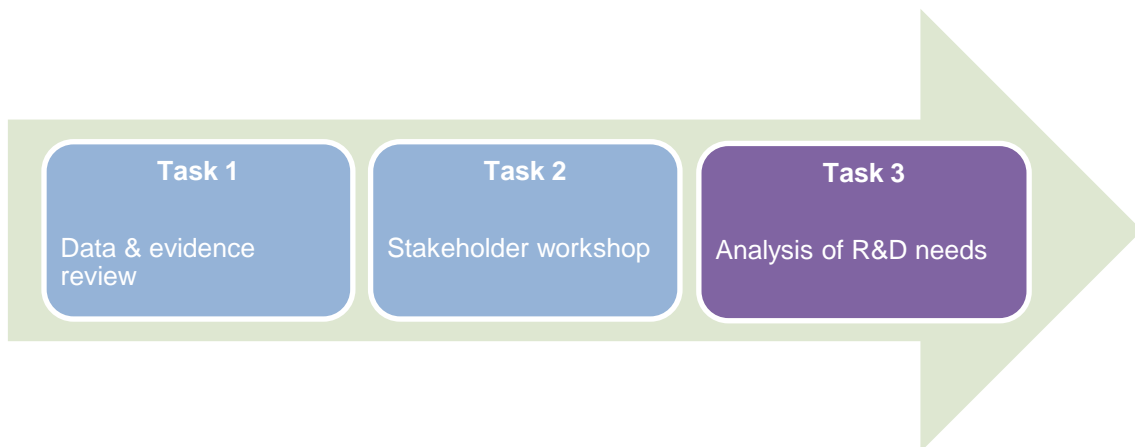 Task 1
Data & evidence
review
Task 2
Stakeholder workshop
Task 3
Analysis of R&D needs